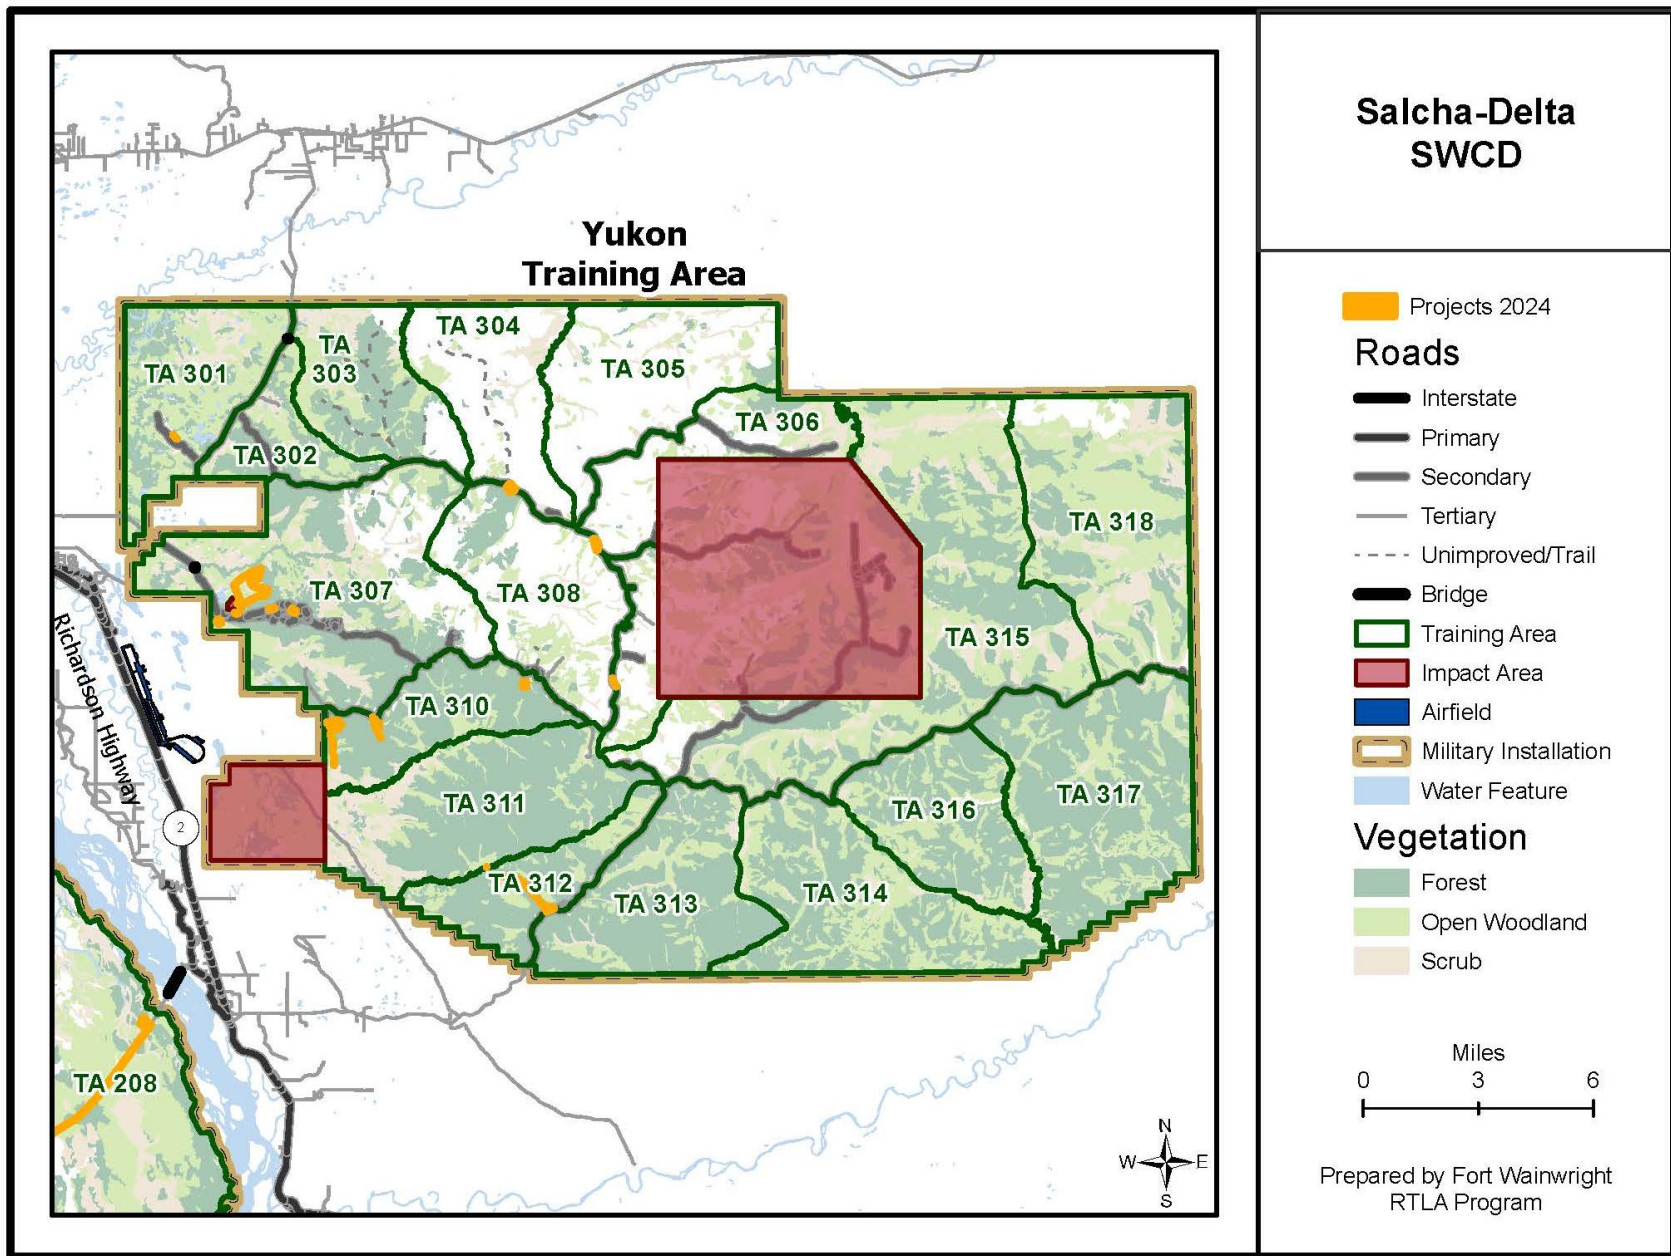 Salcha-Delta
SWCD
Yukon
Training Area
TA 301
TA
303
TA 304
TA 305
TA 306
TA 302
TA 318
TA 307
TA 308
TA 315
TA 310
TA 311
TA 316
TA 317
TA 312
TA 313
TA 314
TA 208
Richardson Highway
2
N
W E
S
Projects 2024
Roads
Interstate
Primary
Secondary
Tertiary
Unimproved/Trail
Bridge
Training Area
Impact Area
Airfield
Military Installation
Water Feature
Vegetation
Forest
Open Woodland
Scrub
Miles
0 3 6
Prepared by Fort Wainwright
RTLA Program